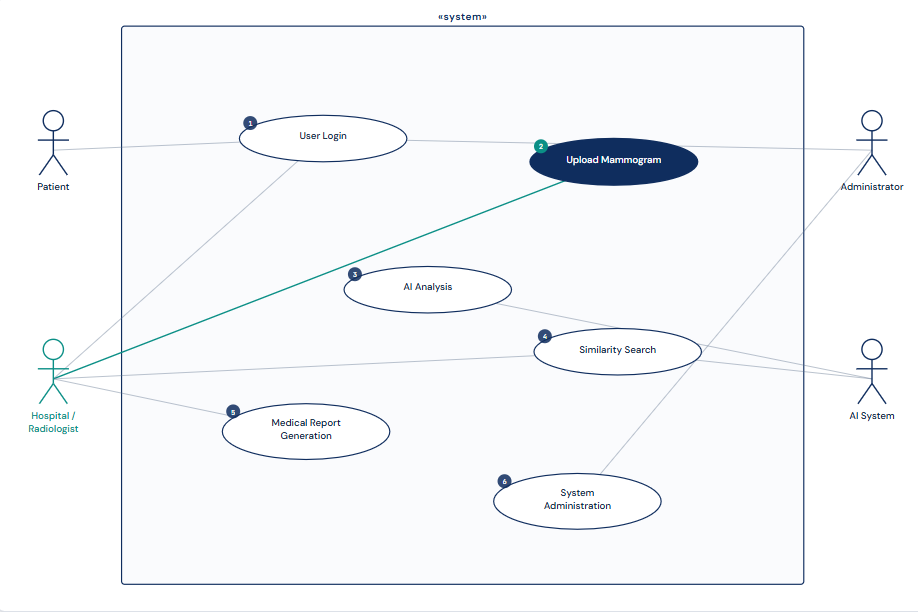 «system»
1
User Login
2
Upload Mammogram
Patient
Administrator
3
AI Analysis
4
Similarity Search
Hospital /
Radiologist
AI System
5
Medical Report
Generation
6
System
Administration